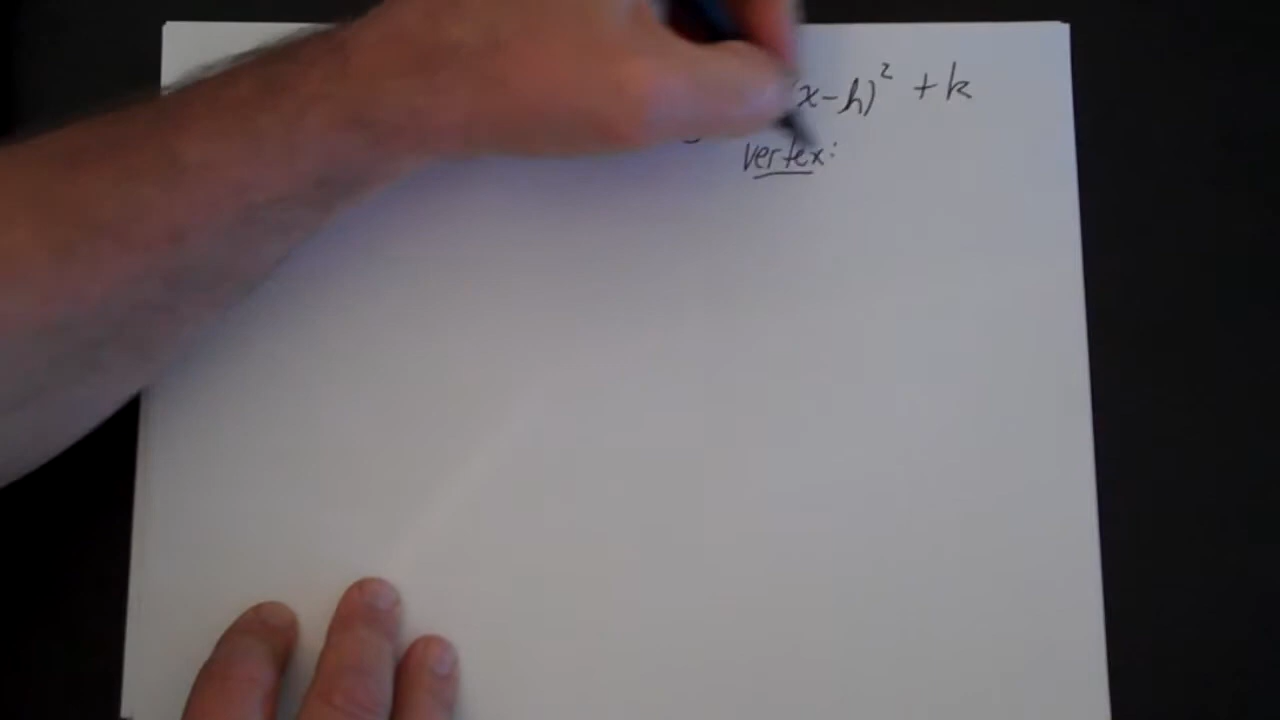 (x-h)² + k
vertex: